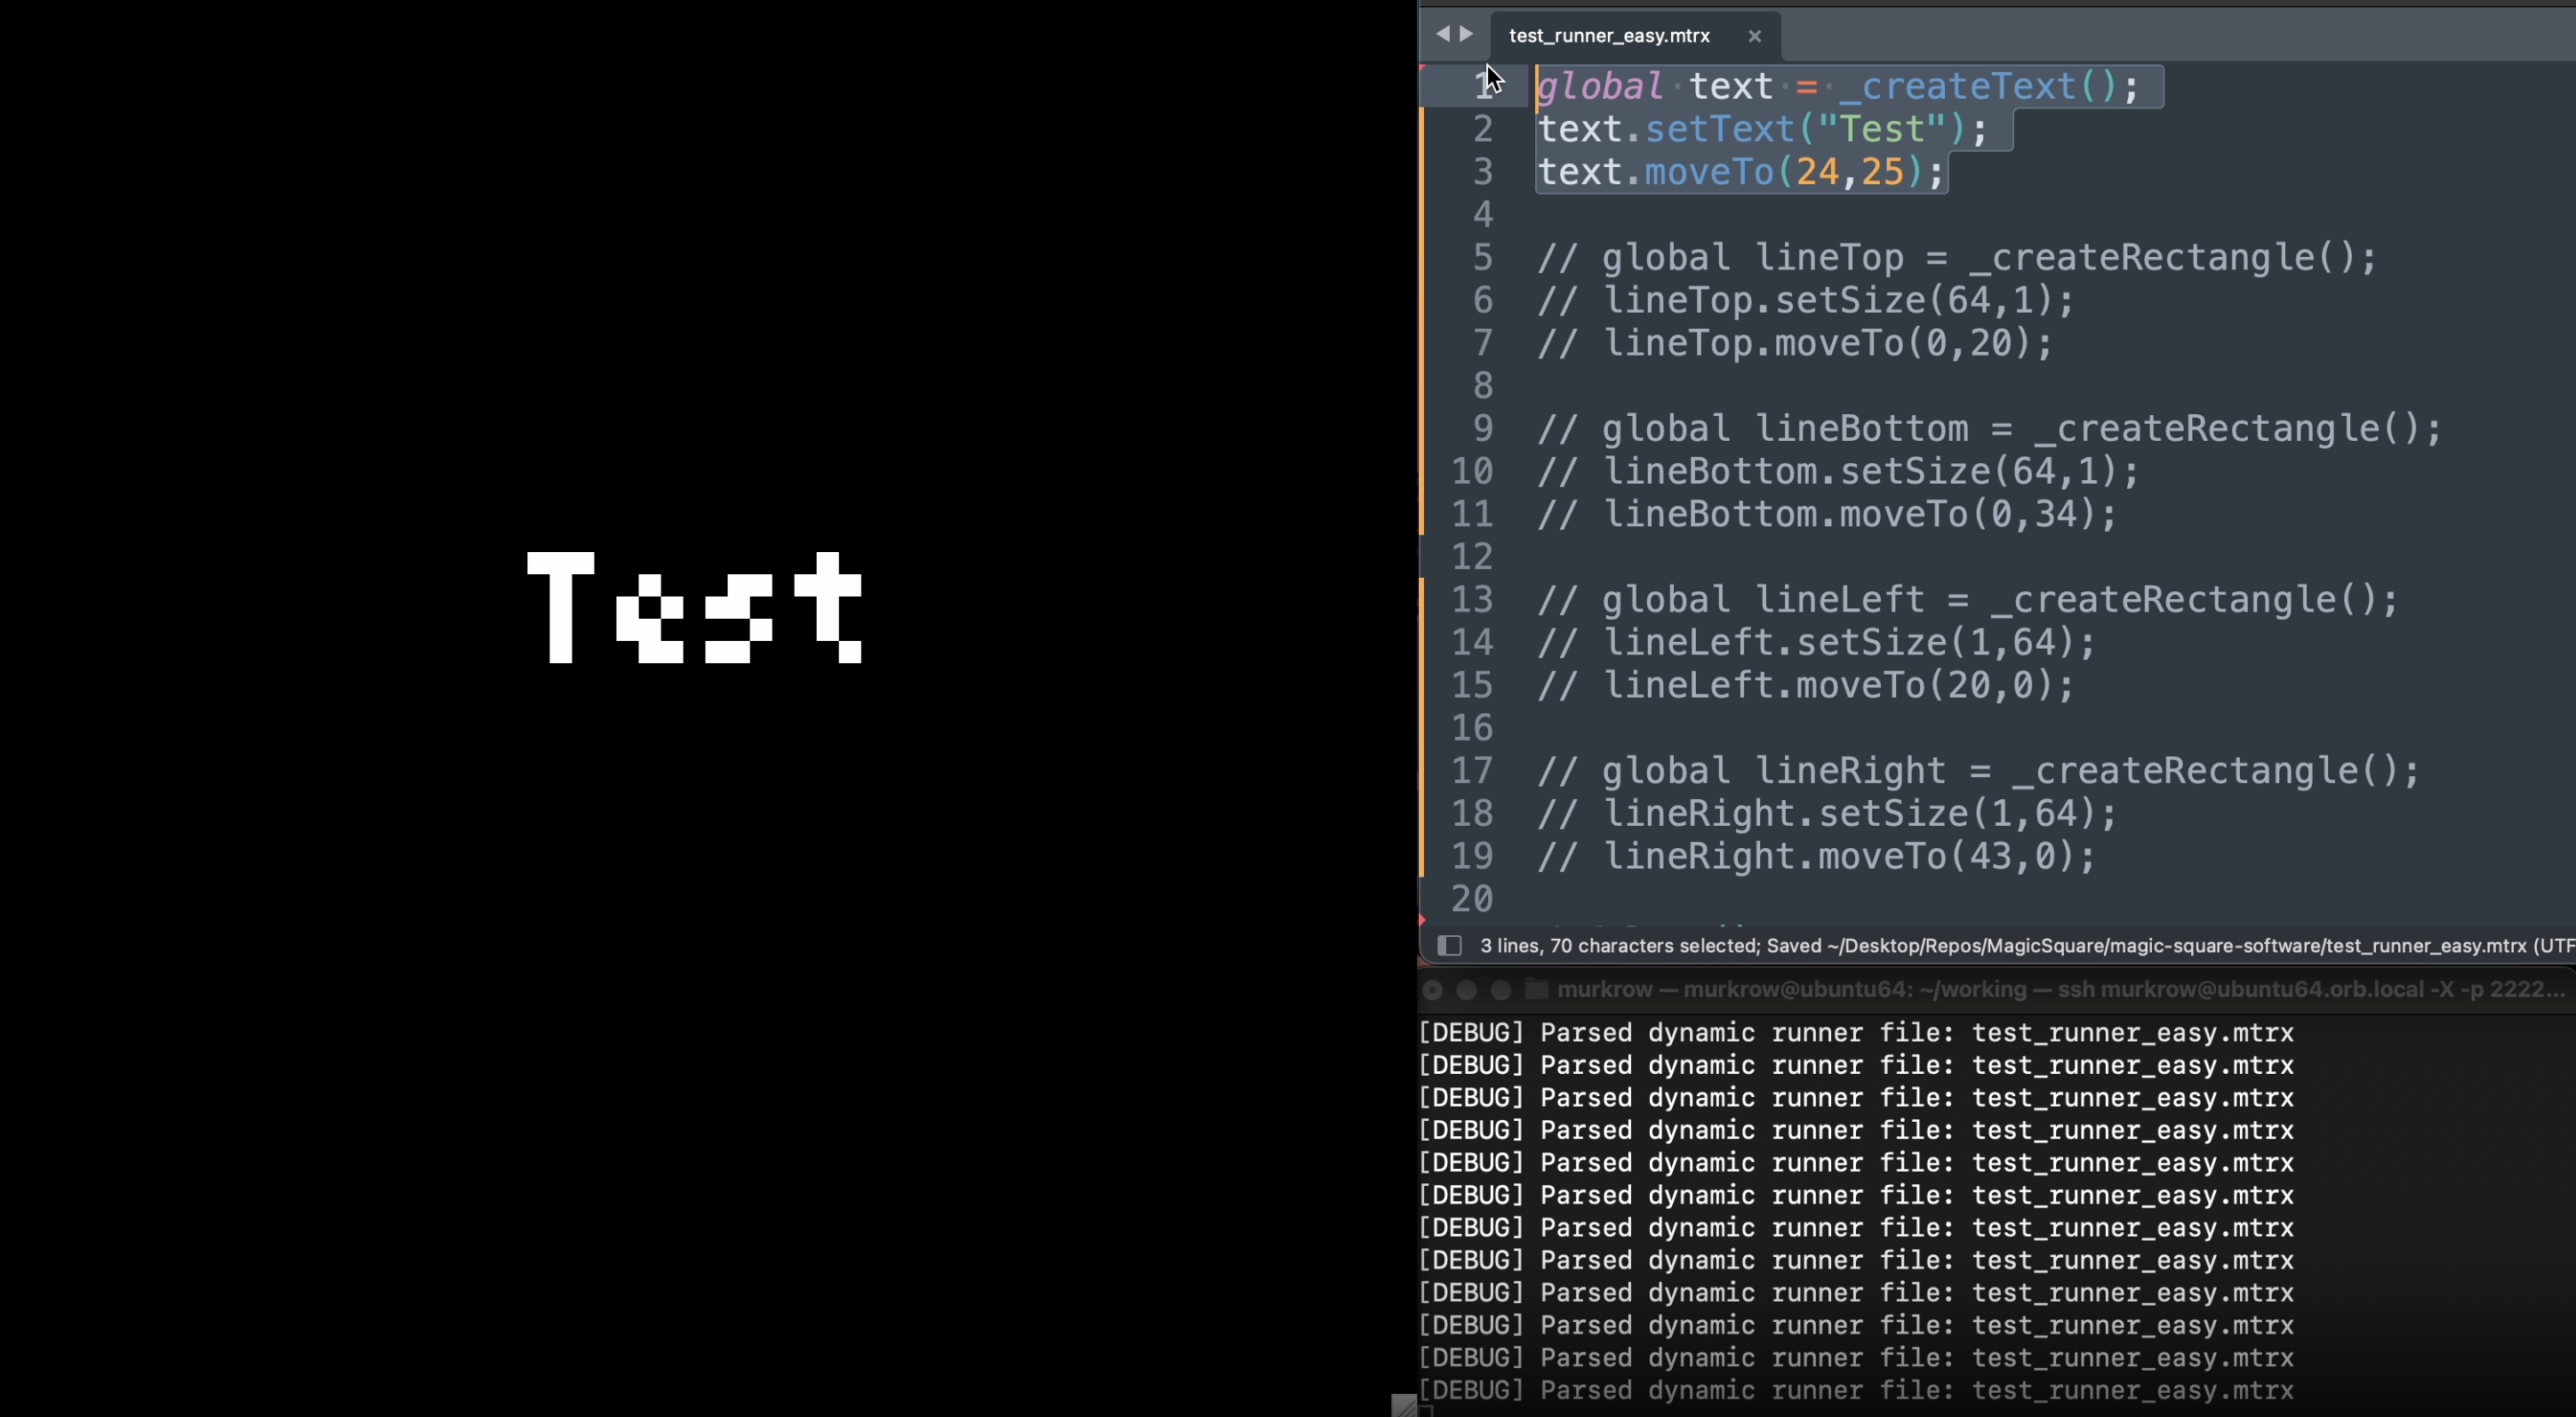 Test
test_runner_easy.mtrx ×
1 global text = _createText();
2 text.setText("Test");
3 text.moveTo(24,25);
4
5 // global lineTop = _createRectangle();
6 // lineTop.setSize(64,1);
7 // lineTop.moveTo(0,20);
8
9 // global lineBottom = _createRectangle();
10 // lineBottom.setSize(64,1);
11 // lineBottom.moveTo(0,34);
12
13 // global lineLeft = _createRectangle();
14 // lineLeft.setSize(1,64);
15 // lineLeft.moveTo(20,0);
16
17 // global lineRight = _createRectangle();
18 // lineRight.setSize(1,64);
19 // lineRight.moveTo(43,0);
20
3 lines, 70 characters selected; Saved ~/Desktop/Repos/MagicSquare/magic-square-software/test_runner_easy.mtrx (UTF
murkrow — murkrow@ubuntu64: ~/working — ssh murkrow@ubuntu64.orb.local -X -p 2222...
[DEBUG] Parsed dynamic runner file: test_runner_easy.mtrx
[DEBUG] Parsed dynamic runner file: test_runner_easy.mtrx
[DEBUG] Parsed dynamic runner file: test_runner_easy.mtrx
[DEBUG] Parsed dynamic runner file: test_runner_easy.mtrx
[DEBUG] Parsed dynamic runner file: test_runner_easy.mtrx
[DEBUG] Parsed dynamic runner file: test_runner_easy.mtrx
[DEBUG] Parsed dynamic runner file: test_runner_easy.mtrx
[DEBUG] Parsed dynamic runner file: test_runner_easy.mtrx
[DEBUG] Parsed dynamic runner file: test_runner_easy.mtrx
[DEBUG] Parsed dynamic runner file: test_runner_easy.mtrx
[DEBUG] Parsed dynamic runner file: test_runner_easy.mtrx
[DEBUG] Parsed dynamic runner file: test_runner_easy.mtrx